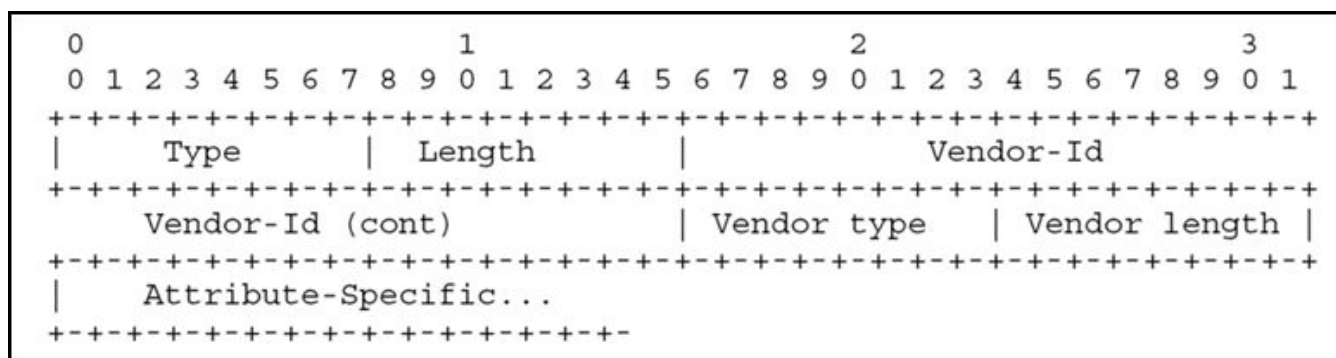 0                   1                   2                   3
0 1 2 3 4 5 6 7 8 9 0 1 2 3 4 5 6 7 8 9 0 1 2 3 4 5 6 7 8 9 0 1
+-+-+-+-+-+-+-+-+-+-+-+-+-+-+-+-+-+-+-+-+-+-+-+-+-+-+-+-+-+-+-+-+
|     Type      |  Length       |            Vendor-Id
+-+-+-+-+-+-+-+-+-+-+-+-+-+-+-+-+-+-+-+-+-+-+-+-+-+-+-+-+-+-+-+-+
     Vendor-Id (cont)           | Vendor type   | Vendor length |
+-+-+-+-+-+-+-+-+-+-+-+-+-+-+-+-+-+-+-+-+-+-+-+-+-+-+-+-+-+-+-+-+
|    Attribute-Specific...
+-+-+-+-+-+-+-+-+-+-+-+-+-+-+-